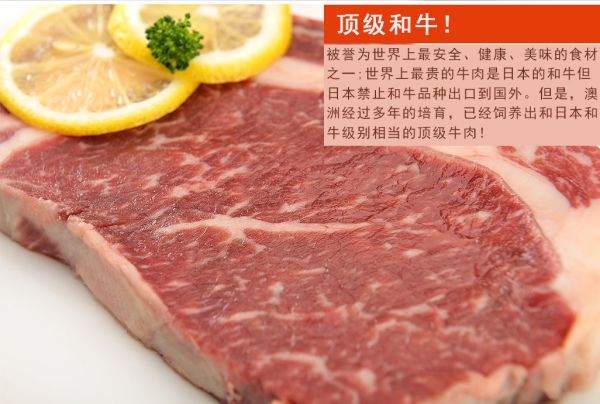 顶级和牛！
被誉为世界上最安全、健康、美味的食材
之一;世界上最贵的牛肉是日本的和牛但
日本禁止和牛品种出口到国外。但是，澳
洲经过多年的培育，已经饲养出和日本和
牛级别相当的顶级牛肉！